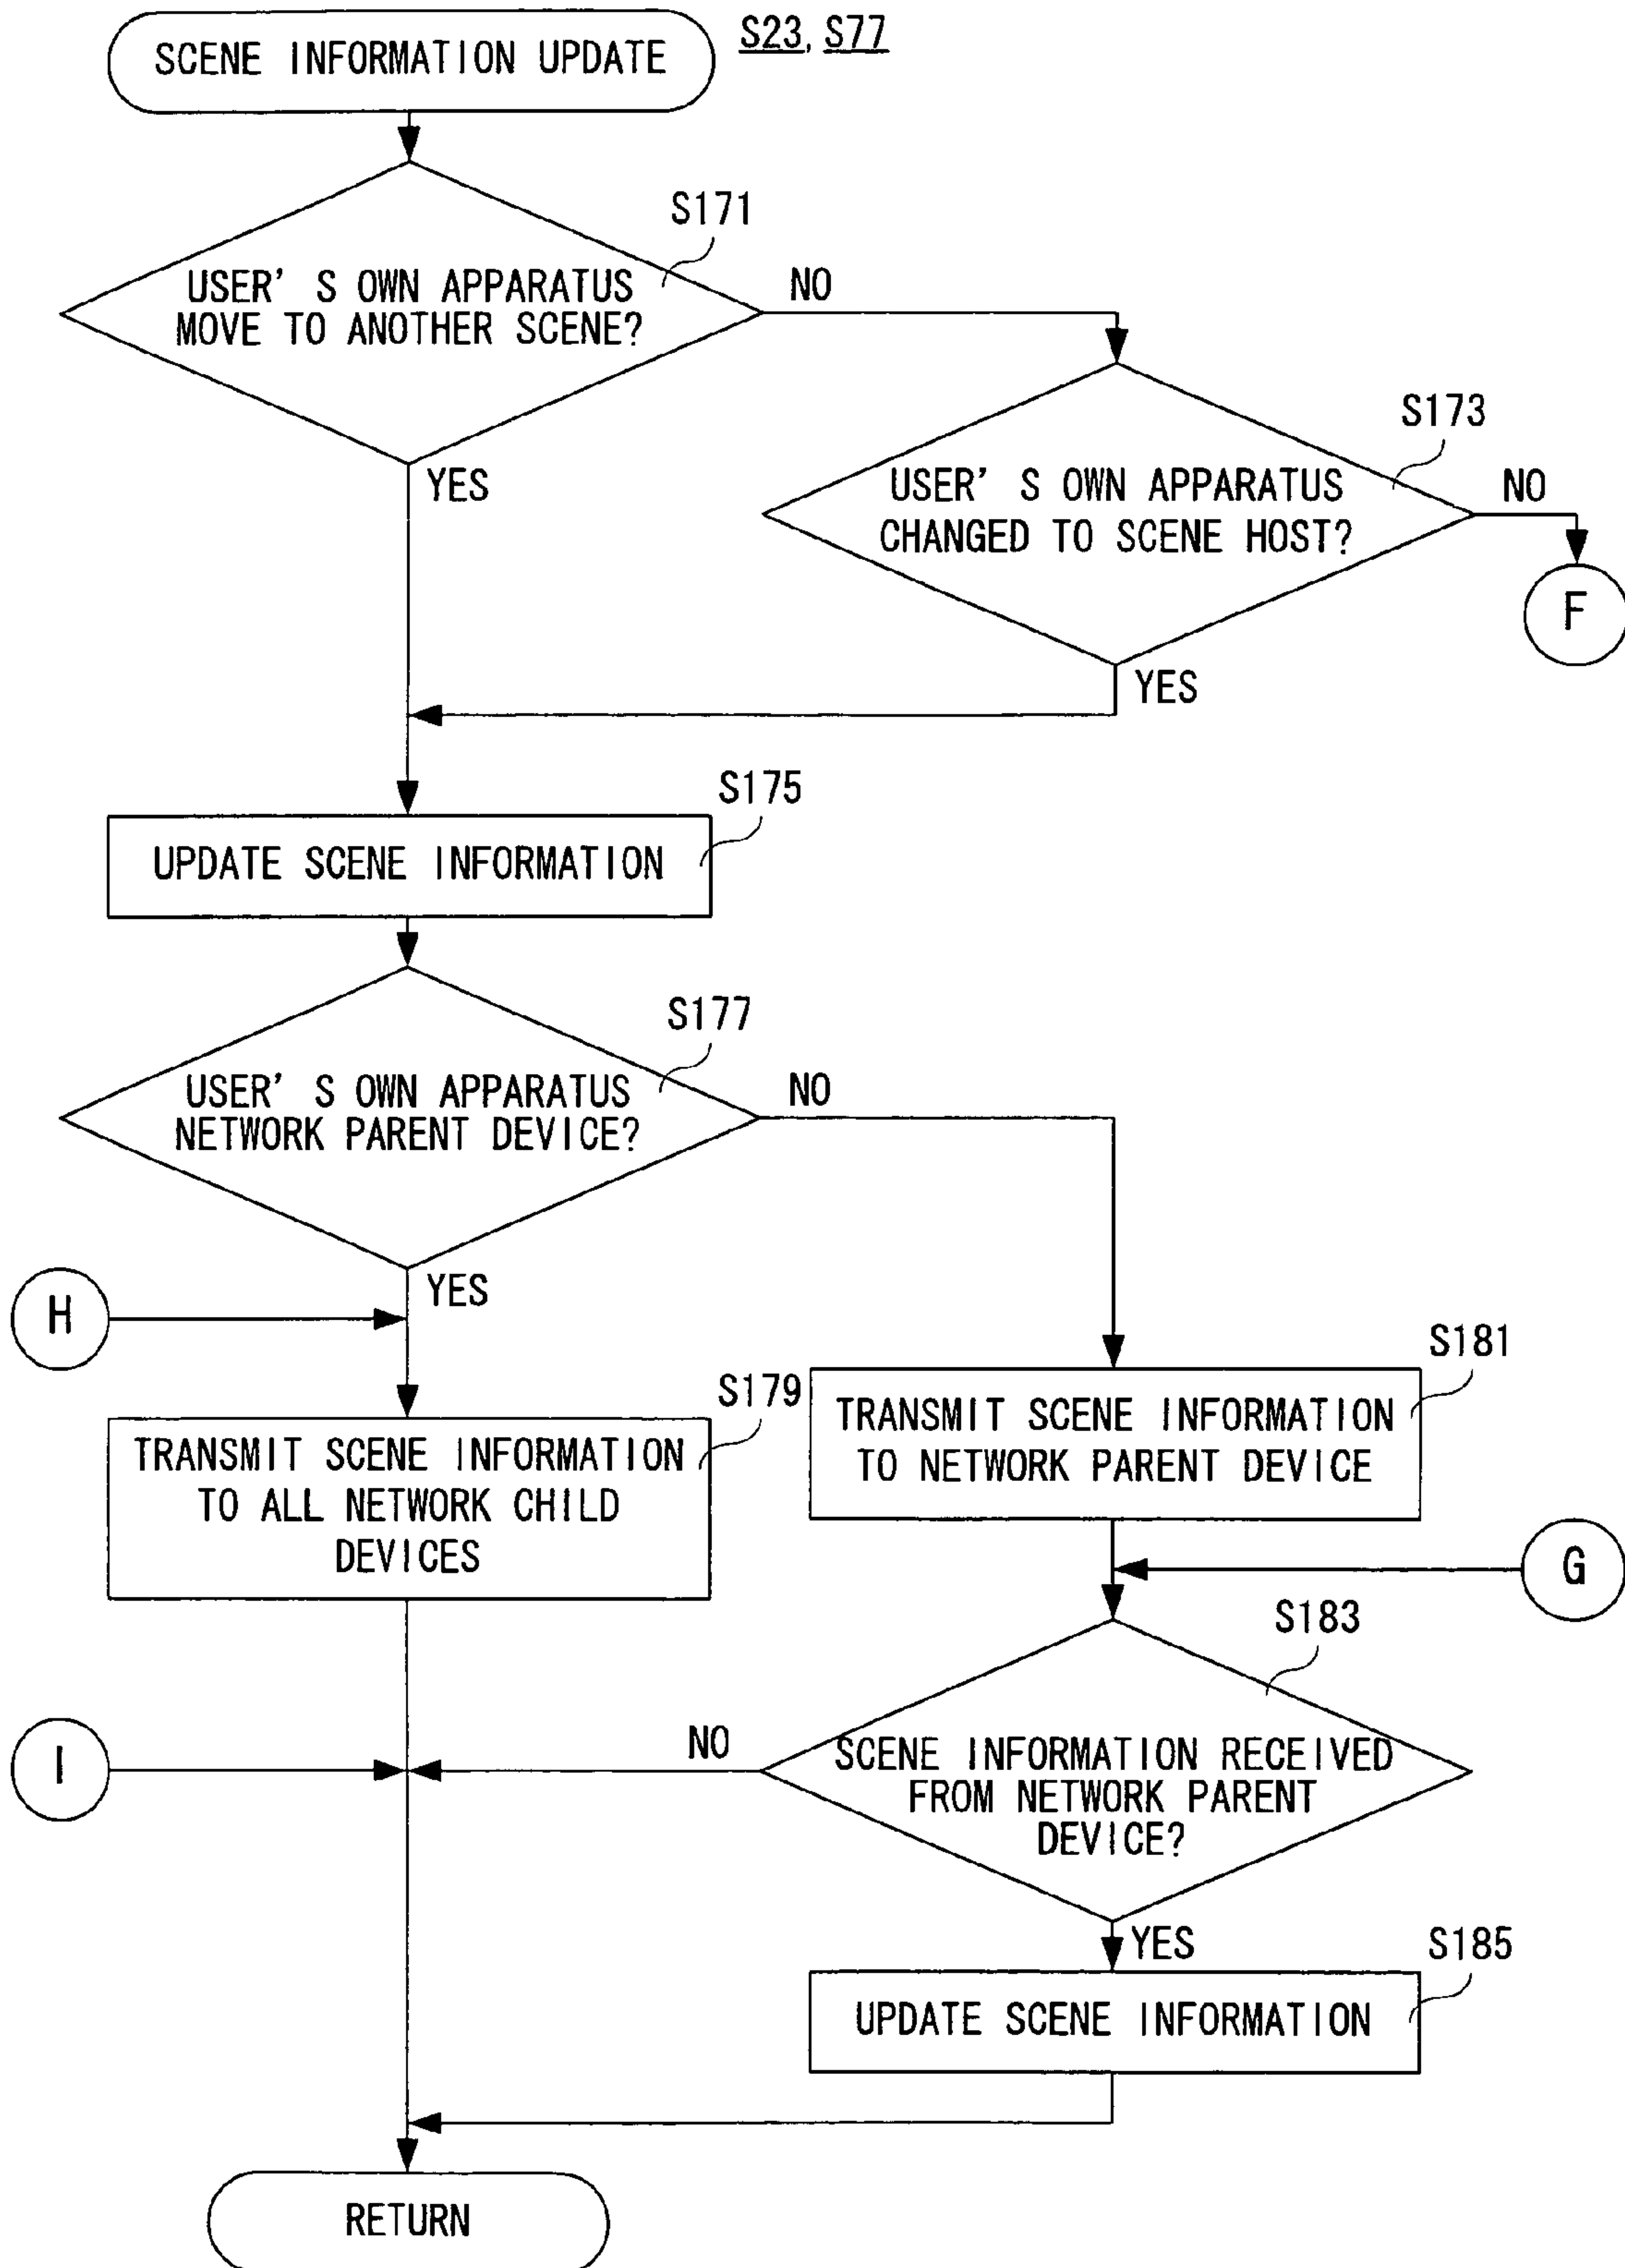 SCENE INFORMATION UPDATE
S23, S77
S171
USER' S OWN APPARATUS
MOVE TO ANOTHER SCENE?
NO
YES
S173
USER' S OWN APPARATUS
CHANGED TO SCENE HOST?
NO
F
YES
S175
UPDATE SCENE INFORMATION
S177
USER' S OWN APPARATUS
NETWORK PARENT DEVICE?
NO
YES
H
S179
TRANSMIT SCENE INFORMATION
TO ALL NETWORK CHILD
DEVICES
S181
TRANSMIT SCENE INFORMATION
TO NETWORK PARENT DEVICE
G
S183
SCENE INFORMATION RECEIVED
FROM NETWORK PARENT
DEVICE?
NO
I
YES
S185
UPDATE SCENE INFORMATION
RETURN